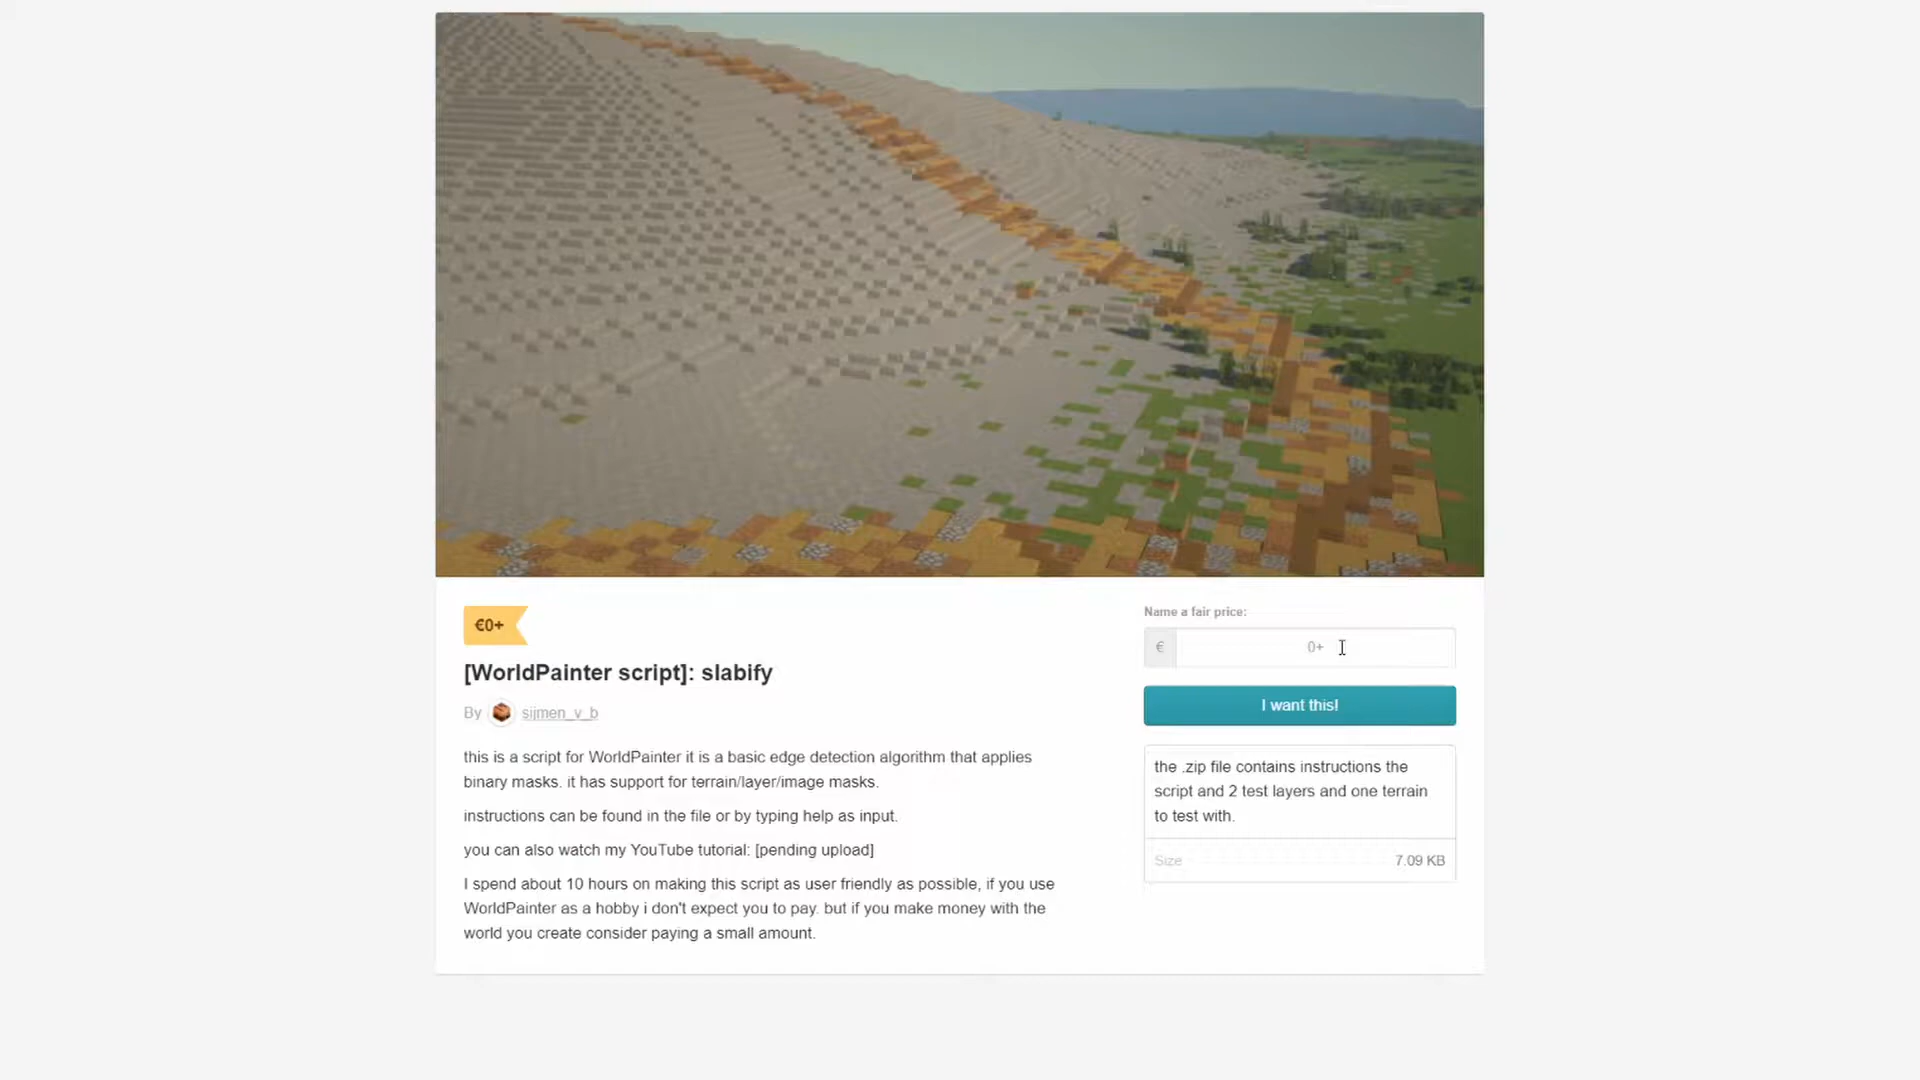 €0+
[WorldPainter script]: slabify
By sijmen_v_b
this is a script for WorldPainter it is a basic edge detection algorithm that applies
binary masks. it has support for terrain/layer/image masks.
instructions can be found in the file or by typing help as input.
you can also watch my YouTube tutorial: [pending upload]
I spend about 10 hours on making this script as user friendly as possible, if you use
WorldPainter as a hobby i don't expect you to pay. but if you make money with the
world you create consider paying a small amount.
Name a fair price:
€ 0+
I want this!
the .zip file contains instructions the
script and 2 test layers and one terrain
to test with.
Size 7.09 KB